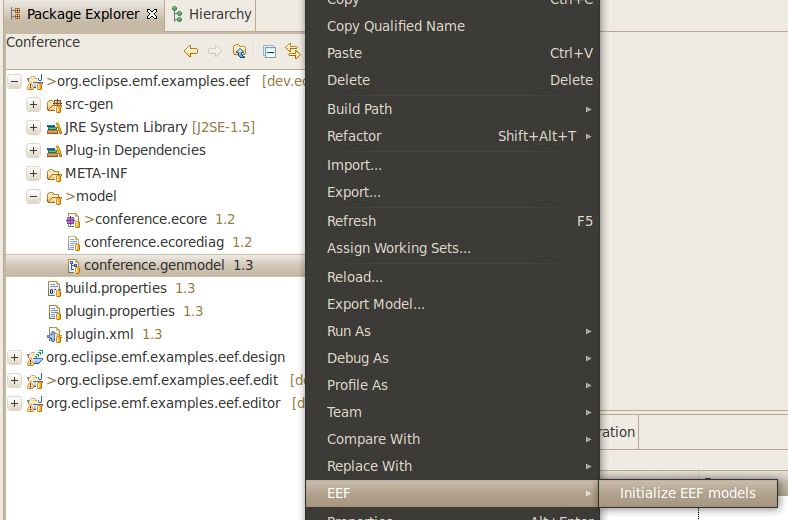 Package Explorer
Hierarchy
Conference
>org.eclipse.emf.examples.eef [dev.ec
src-gen
JRE System Library [J2SE-1.5]
Plug-in Dependencies
META-INF
>model
>conference.ecore 1.2
conference.ecorediag 1.2
conference.genmodel 1.3
build.properties 1.3
plugin.properties 1.3
plugin.xml 1.3
org.eclipse.emf.examples.eef.design
>org.eclipse.emf.examples.eef.edit [de
org.eclipse.emf.examples.eef.editor [d
Copy Ctrl+C
Copy Qualified Name
Paste Ctrl+V
Delete Delete
Build Path
Refactor Shift+Alt+T
Import...
Export...
Refresh F5
Assign Working Sets...
Reload...
Export Model...
Run As
Debug As
Profile As
Team
Compare With
Replace With
EEF
Initialize EEF models
Properties Alt+Enter
ration